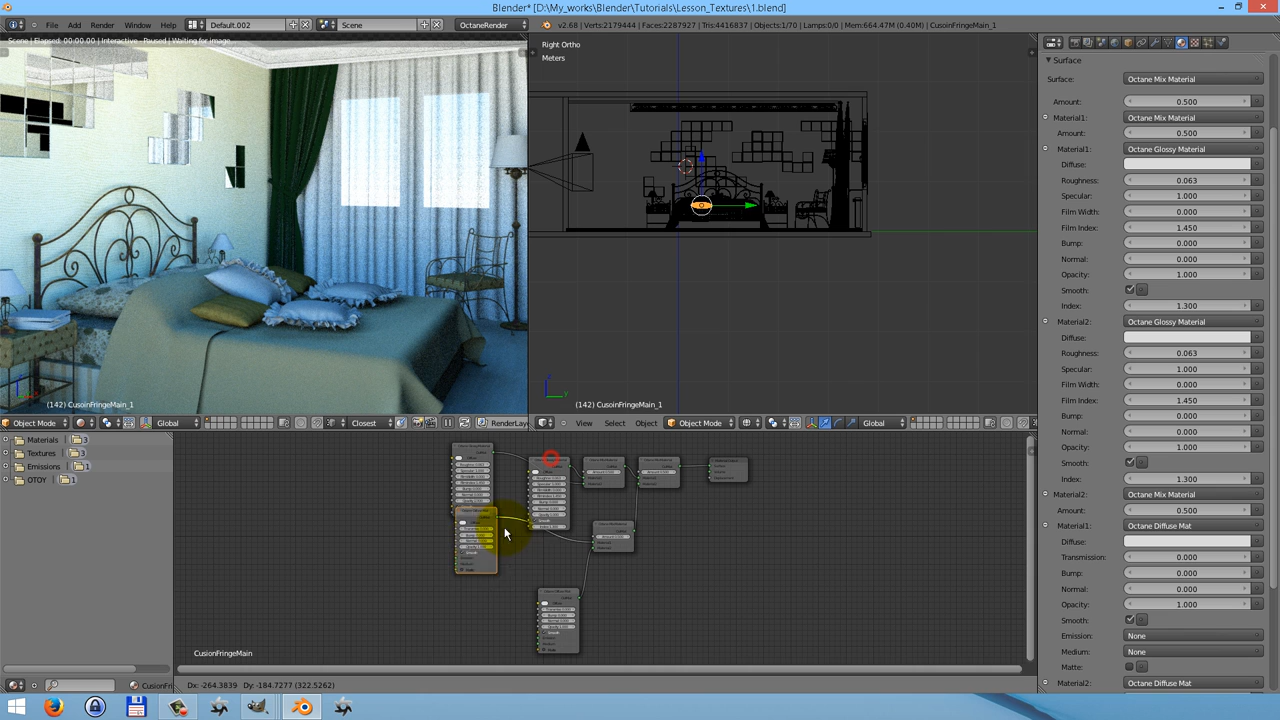 Blender* [D:\My_works\Blender\Tutorials\Lesson_Textures\1.blend]
File Add Render Window Help Default.002 Scene OctaneRender v2.68 | Verts:2179444 | Faces:2287927 | Tris:4416837 | Objects:1/70 | Lamps:0/0 | Mem:664.47M (0.40M) | CusoinFringeMain_1
Scene | Elapsed: 00:00.00 | Interactive - Paused | Waiting for image
Right Ortho
Meters
(142) CusoinFringeMain_1
(142) CusoinFringeMain_1
Object Mode Global Closest RenderLay
View Select Object Object Mode Global
Materials 3
Textures 3
Emissions 1
OTOY 1
CusionFringeMain
CusionFri Dx: -264.3839 Dy: -184.7277 (322.5262)
Surface
Surface: Octane Mix Material
Amount: 0.500
Material1: Octane Mix Material
Amount: 0.500
Material1: Octane Glossy Material
Diffuse:
Roughness: 0.063
Specular: 1.000
Film Width: 0.000
Film Index: 1.450
Bump: 0.000
Normal: 0.000
Opacity: 1.000
Smooth:
Index: 1.300
Material2: Octane Glossy Material
Diffuse:
Roughness: 0.063
Specular: 1.000
Film Width: 0.000
Film Index: 1.450
Bump: 0.000
Normal: 0.000
Opacity: 1.000
Smooth:
Index: 1.300
Material2: Octane Mix Material
Amount: 0.500
Material1: Octane Diffuse Mat
Diffuse:
Transmission: 0.000
Bump: 0.000
Normal: 0.000
Opacity: 1.000
Smooth:
Emission: None
Medium: None
Matte:
Material2: Octane Diffuse Mat